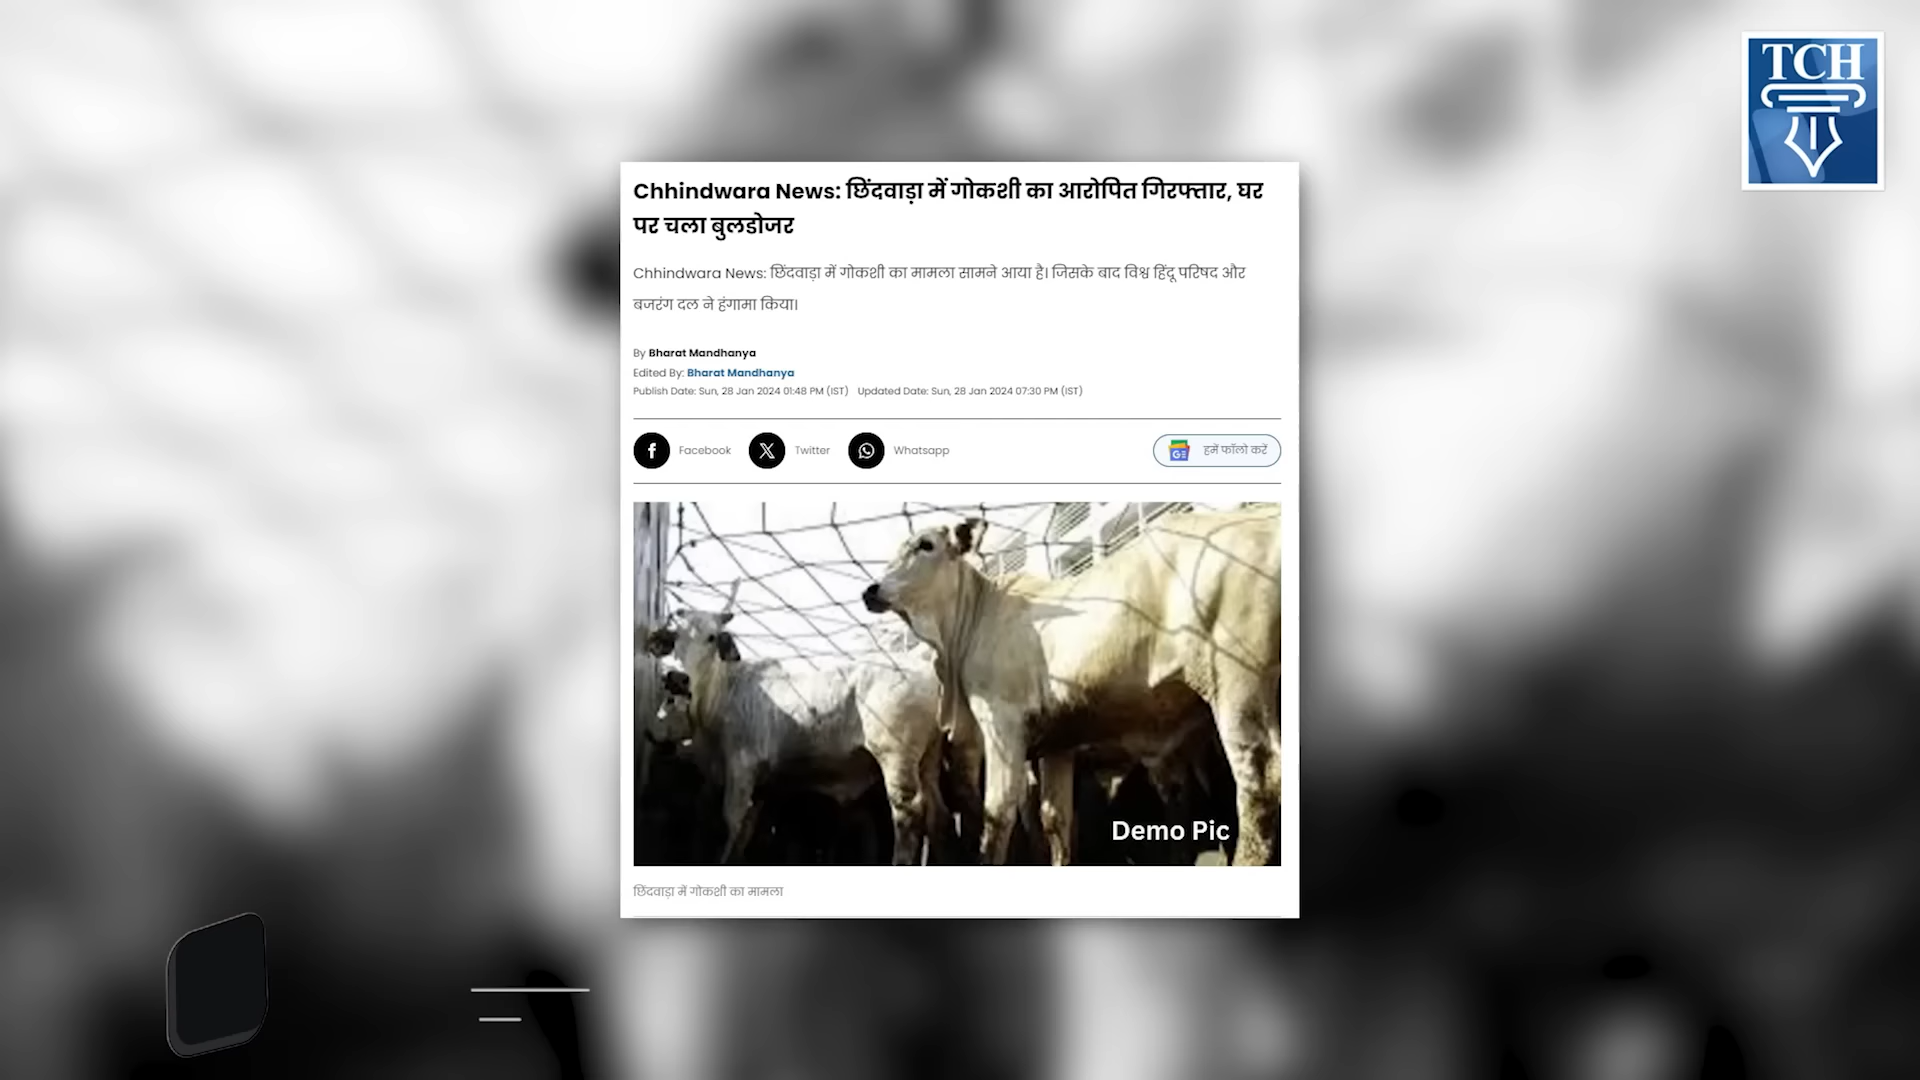 TCH
Chhindwara News: छिंदवाड़ा में गोकशी का आरोपित गिरफ्तार, घर
पर चला बुलडोजर
Chhindwara News: छिंदवाड़ा में गोकशी का मामला सामने आया है। जिसके बाद विश्व हिंदू परिषद और
बजरंग दल ने हंगामा किया।
By Bharat Mandhanya
Edited By: Bharat Mandhanya
Publish Date: Sun, 28 Jan 2024 01:48 PM (IST) Updated Date: Sun, 28 Jan 2024 07:30 PM (IST)
Facebook Twitter Whatsapp हमें फॉलो करें
Demo Pic
छिंदवाड़ा में गोकशी का मामला